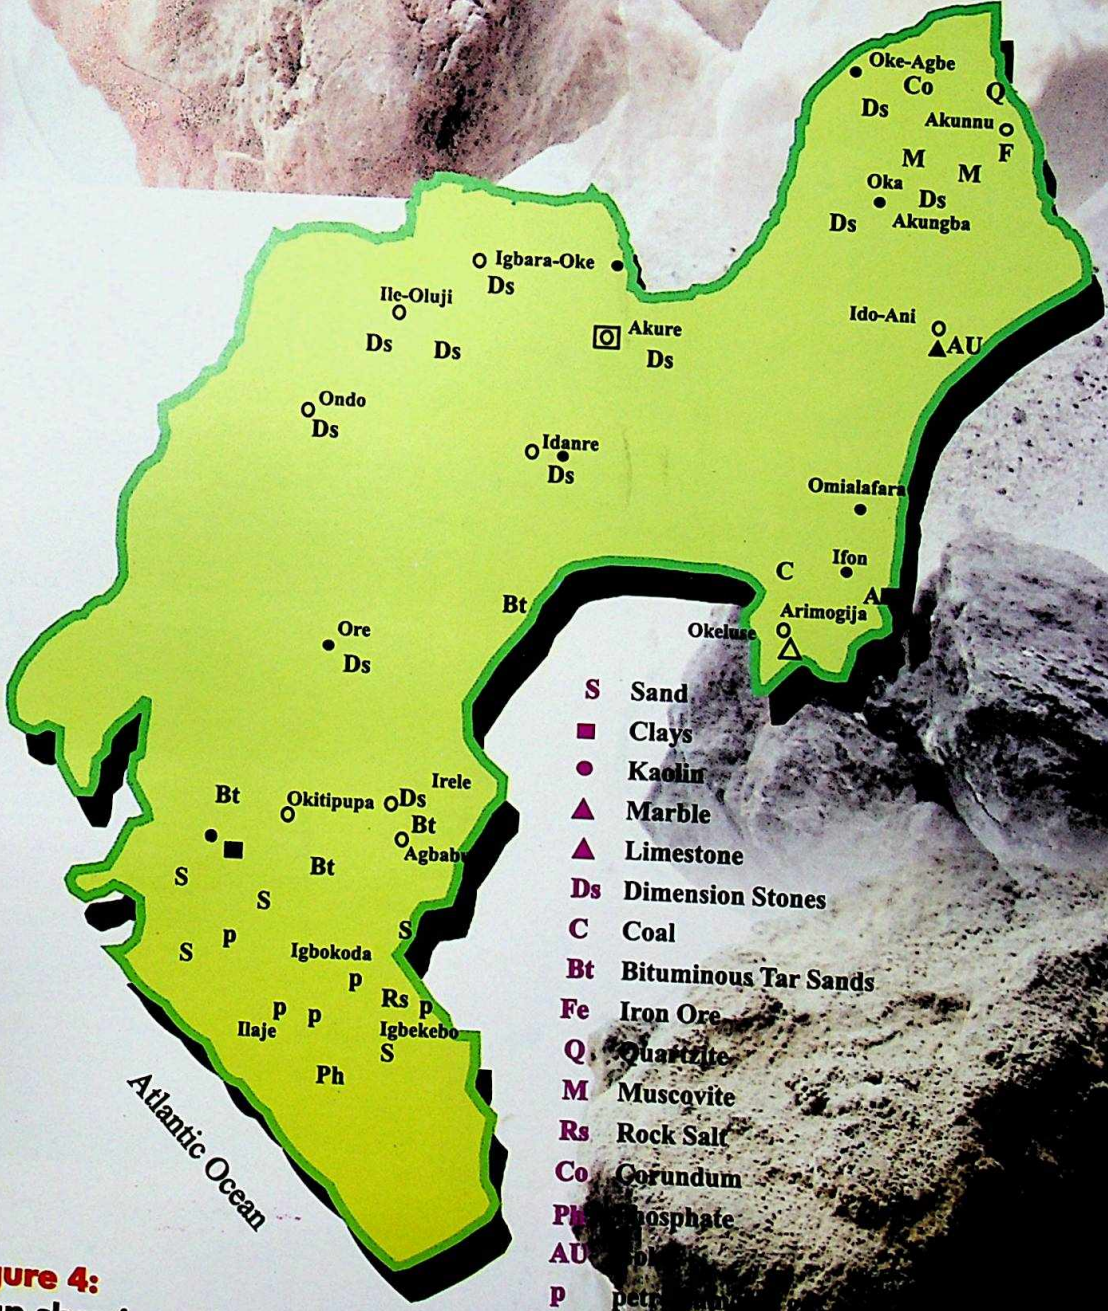 Oke-Agbe
Co
Q
Ds
Akunnu
F
M
M
Oka
Ds
Ds
Akungba
Igbara-Oke
Ds
Ile-Oluji
Ds
Ds
Akure
Ds
Ido-Ani
AU
Ondo
Ds
Idanre
Ds
Omialafara
Ifon
C
A
Arimogija
Okeluse
Bt
Ore
Ds
Irele
Bt
Okitipupa
Ds
Bt
Agbabu
Bt
S
S
S
p
S
Igbokoda
p
Rs
p
p
p
Ilaje
Igbekebo
S
Ph
Atlantic Ocean
S Sand
Clays
Kaolin
Marble
Limestone
Ds Dimension Stones
C Coal
Bt Bituminous Tar Sands
Fe Iron Ore
Q Quartzite
M Muscovite
Rs Rock Salt
Co Corundum
Ph
AU
p
4: